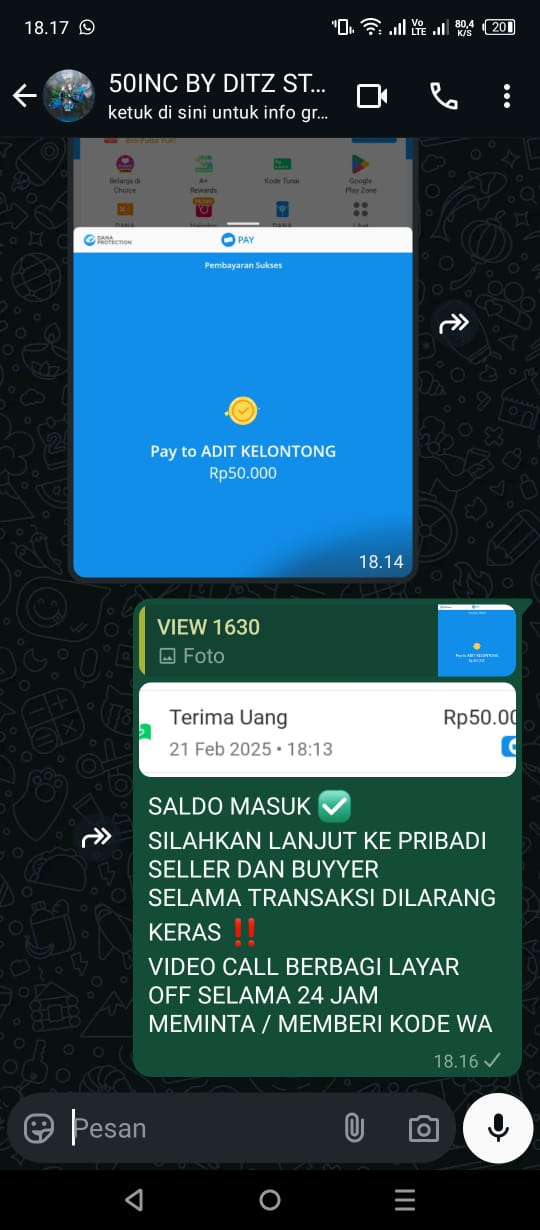 18.17
Vo
LTE
80,4
K/S
20
50INC BY DITZ ST...
ketuk di sini untuk info gr...
Beli Pulsa Yuk!
Belanja di
Choice
A+
Rewards
Kode Tunai
Google
Play Zone
DANA
DANA
PROTECTION
PAY
Pembayaran Sukses
Pay to ADIT KELONTONG
Rp50.000
18.14
VIEW 1630
Foto
Terima Uang
Rp50.00
21 Feb 2025 • 18:13
SALDO MASUK ✅
SILAHKAN LANJUT KE PRIBADI
SELLER DAN BUYYER
SELAMA TRANSAKSI DILARANG
KERAS ‼️
VIDEO CALL BERBAGI LAYAR
OFF SELAMA 24 JAM
MEMINTA / MEMBERI KODE WA
18.16
Pesan